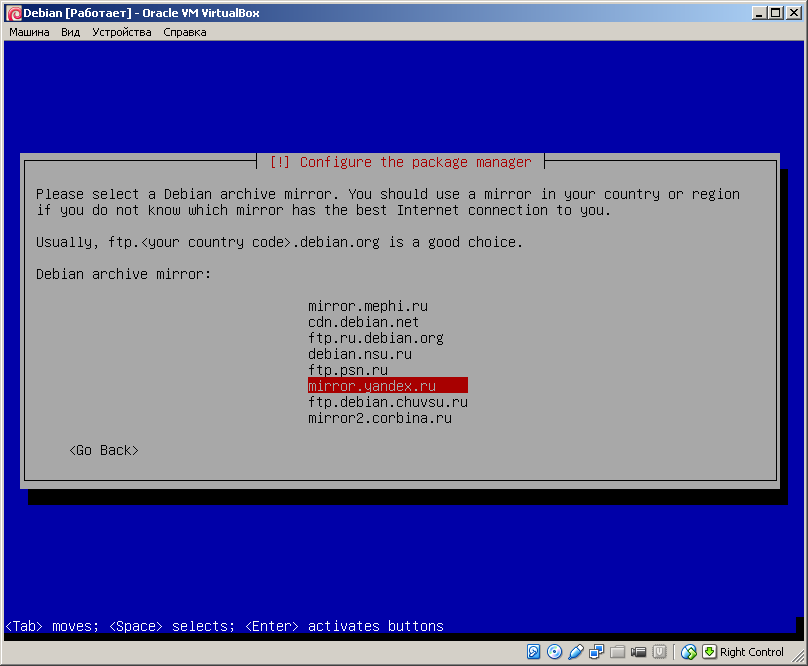 Debian [Работает] - Oracle VM VirtualBox
Машина Вид Устройства Справка
[!] Configure the package manager
Please select a Debian archive mirror. You should use a mirror in your country or region
if you do not know which mirror has the best Internet connection to you.
Usually, ftp.<your country code>.debian.org is a good choice.
Debian archive mirror:
mirror.mephi.ru
cdn.debian.net
ftp.ru.debian.org
debian.nsu.ru
ftp.psn.ru
mirror.yandex.ru
ftp.debian.chuvsu.ru
mirror2.corbina.ru
<Go Back>
<Tab> moves; <Space> selects; <Enter> activates buttons
Right Control